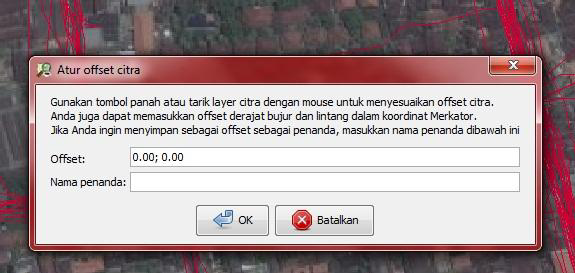 Atur offset citra
Gunakan tombol panah atau tarik layer citra dengan mouse untuk menyesuaikan offset citra.
Anda juga dapat memasukkan offset derajat bujur dan lintang dalam koordinat Merkator.
Jika Anda ingin menyimpan sebagai offset sebagai penanda, masukkan nama penanda dibawah ini
Offset: 0.00; 0.00
Nama penanda:
OK Batalkan